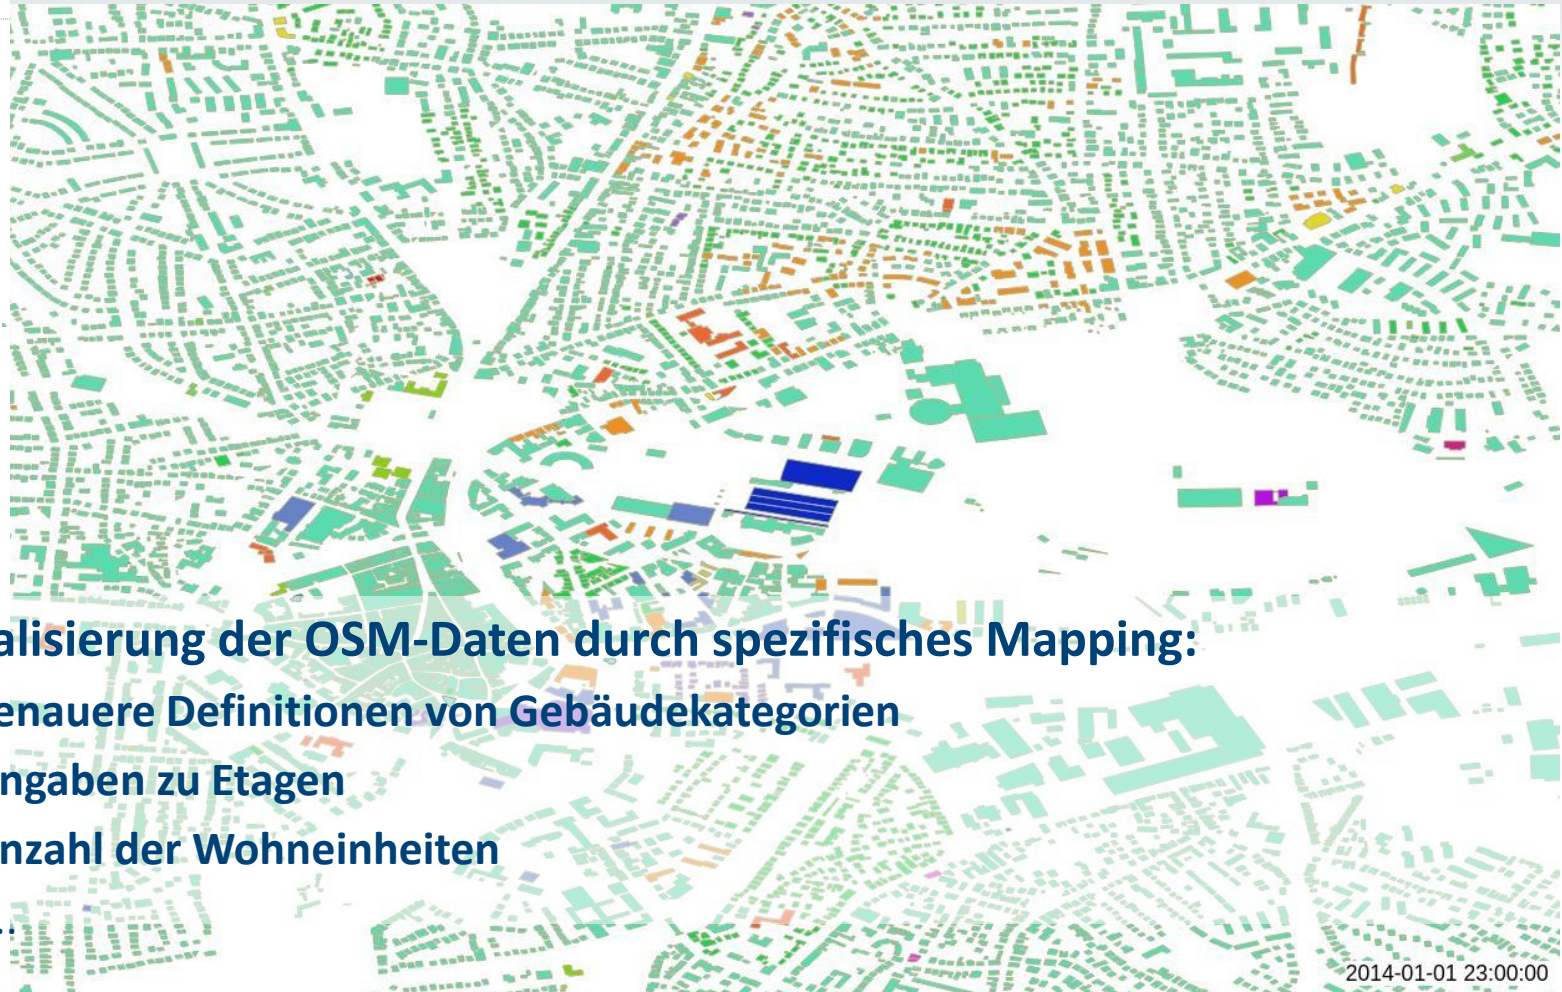 alisierung der OSM-Daten durch spezifisches Mapping:
enauere Definitionen von Gebäudekategorien
ngaben zu Etagen
nzahl der Wohneinheiten
..
2014-01-01 23:00:00